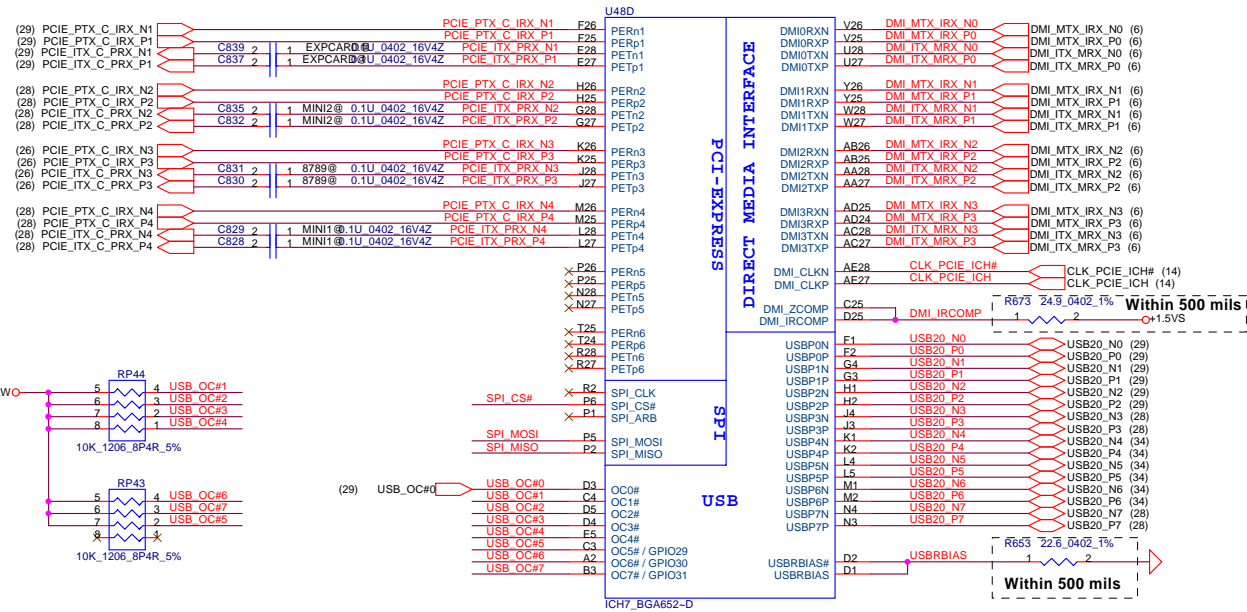 U48D
(29) PCIE_PTX_C_IRX_N1 PCIE_PTX_C_IRX_N1 F26 PERn1
(29) PCIE_PTX_C_IRX_P1 PCIE_PTX_C_IRX_P1 F25 PERp1
(29) PCIE_ITX_C_PRX_N1 C839 2 1 EXPCARD@ 0.1U_0402_16V4Z PCIE_ITX_PRX_N1 E28 PETn1
(29) PCIE_ITX_C_PRX_P1 C837 2 1 EXPCARD@ 0.1U_0402_16V4Z PCIE_ITX_PRX_P1 E27 PETp1
(28) PCIE_PTX_C_IRX_N2 PCIE_PTX_C_IRX_N2 H26 PERn2
(28) PCIE_PTX_C_IRX_P2 PCIE_PTX_C_IRX_P2 H25 PERp2
(28) PCIE_ITX_C_PRX_N2 C835 2 1 MINI2@ 0.1U_0402_16V4Z PCIE_ITX_PRX_N2 G28 PETn2
(28) PCIE_ITX_C_PRX_P2 C832 2 1 MINI2@ 0.1U_0402_16V4Z PCIE_ITX_PRX_P2 G27 PETp2
(26) PCIE_PTX_C_IRX_N3 PCIE_PTX_C_IRX_N3 K26 PERn3
(26) PCIE_PTX_C_IRX_P3 PCIE_PTX_C_IRX_P3 K25 PERp3
(26) PCIE_ITX_C_PRX_N3 C831 2 1 8789@ 0.1U_0402_16V4Z PCIE_ITX_PRX_N3 J28 PETn3
(26) PCIE_ITX_C_PRX_P3 C830 2 1 8789@ 0.1U_0402_16V4Z PCIE_ITX_PRX_P3 J27 PETp3
(28) PCIE_PTX_C_IRX_N4 PCIE_PTX_C_IRX_N4 M26 PERn4
(28) PCIE_PTX_C_IRX_P4 PCIE_PTX_C_IRX_P4 M25 PERp4
(28) PCIE_ITX_C_PRX_N4 C829 2 1 MINI1@ 0.1U_0402_16V4Z PCIE_ITX_PRX_N4 L28 PETn4
(28) PCIE_ITX_C_PRX_P4 C828 2 1 MINI1@ 0.1U_0402_16V4Z PCIE_ITX_PRX_P4 L27 PETp4
P26 PERn5
P25 PERp5
N28 PETn5
N27 PETp5
T25 PERn6
T24 PERp6
R28 PETn6
R27 PETp6
R2 SPI_CLK
SPI_CS# P6 SPI_CS#
P1 SPI_ARB
SPI_MOSI P5 SPI_MOSI
SPI_MISO P2 SPI_MISO
(29) USB_OC#0 USB_OC#0 D3 OC0#
USB_OC#1 C4 OC1#
USB_OC#2 D5 OC2#
USB_OC#3 D4 OC3#
USB_OC#4 E5 OC4#
USB_OC#5 C3 OC5# / GPIO29
USB_OC#6 A2 OC6# / GPIO30
USB_OC#7 B3 OC7# / GPIO31
PCI-EXPRESS
DIRECT MEDIA INTERFACE
SPI
USB
DMI0RXN V26 DMI_MTX_IRX_N0 DMI_MTX_IRX_N0 (6)
DMI0RXP V25 DMI_MTX_IRX_P0 DMI_MTX_IRX_P0 (6)
DMI0TXN U28 DMI_ITX_MRX_N0 DMI_ITX_MRX_N0 (6)
DMI0TXP U27 DMI_ITX_MRX_P0 DMI_ITX_MRX_P0 (6)
DMI1RXN Y26 DMI_MTX_IRX_N1 DMI_MTX_IRX_N1 (6)
DMI1RXP Y25 DMI_MTX_IRX_P1 DMI_MTX_IRX_P1 (6)
DMI1TXN W28 DMI_ITX_MRX_N1 DMI_ITX_MRX_N1 (6)
DMI1TXP W27 DMI_ITX_MRX_P1 DMI_ITX_MRX_P1 (6)
DMI2RXN AB26 DMI_MTX_IRX_N2 DMI_MTX_IRX_N2 (6)
DMI2RXP AB25 DMI_MTX_IRX_P2 DMI_MTX_IRX_P2 (6)
DMI2TXN AA28 DMI_ITX_MRX_N2 DMI_ITX_MRX_N2 (6)
DMI2TXP AA27 DMI_ITX_MRX_P2 DMI_ITX_MRX_P2 (6)
DMI3RXN AD25 DMI_MTX_IRX_N3 DMI_MTX_IRX_N3 (6)
DMI3RXP AD24 DMI_MTX_IRX_P3 DMI_MTX_IRX_P3 (6)
DMI3TXN AC28 DMI_ITX_MRX_N3 DMI_ITX_MRX_N3 (6)
DMI3TXP AC27 DMI_ITX_MRX_P3 DMI_ITX_MRX_P3 (6)
DMI_CLKN AE28 CLK_PCIE_ICH# CLK_PCIE_ICH# (14)
DMI_CLKP AE27 CLK_PCIE_ICH CLK_PCIE_ICH (14)
R673 24.9_0402_1% Within 500 mils
DMI_ZCOMP C25
DMI_IRCOMP D25 DMI_IRCOMP 1 2 +1.5VS
USBP0N F1 USB20_N0 USB20_N0 (29)
USBP0P F2 USB20_P0 USB20_P0 (29)
USBP1N G4 USB20_N1 USB20_N1 (29)
USBP1P G3 USB20_P1 USB20_P1 (29)
USBP2N H1 USB20_N2 USB20_N2 (29)
USBP2P H2 USB20_P2 USB20_P2 (29)
USBP3N J4 USB20_N3 USB20_N3 (28)
USBP3P J3 USB20_P3 USB20_P3 (28)
USBP4N K1 USB20_N4 USB20_N4 (34)
USBP4P K2 USB20_P4 USB20_P4 (34)
USBP5N L4 USB20_N5 USB20_N5 (34)
USBP5P L5 USB20_P5 USB20_P5 (34)
USBP6N M1 USB20_N6 USB20_N6 (34)
USBP6P M2 USB20_P6 USB20_P6 (34)
USBP7N N4 USB20_N7 USB20_N7 (28)
USBP7P N3 USB20_P7 USB20_P7 (28)
R653 22.6_0402_1%
USBRBIAS# D2 USBRBIAS 1 2
USBRBIAS D1
Within 500 mils
ICH7_BGA652~D
RP44
W 5 4 USB_OC#1
6 3 USB_OC#2
7 2 USB_OC#3
8 1 USB_OC#4
10K_1206_8P4R_5%
RP43
5 4 USB_OC#6
6 3 USB_OC#7
7 2 USB_OC#5
8 1
10K_1206_8P4R_5%